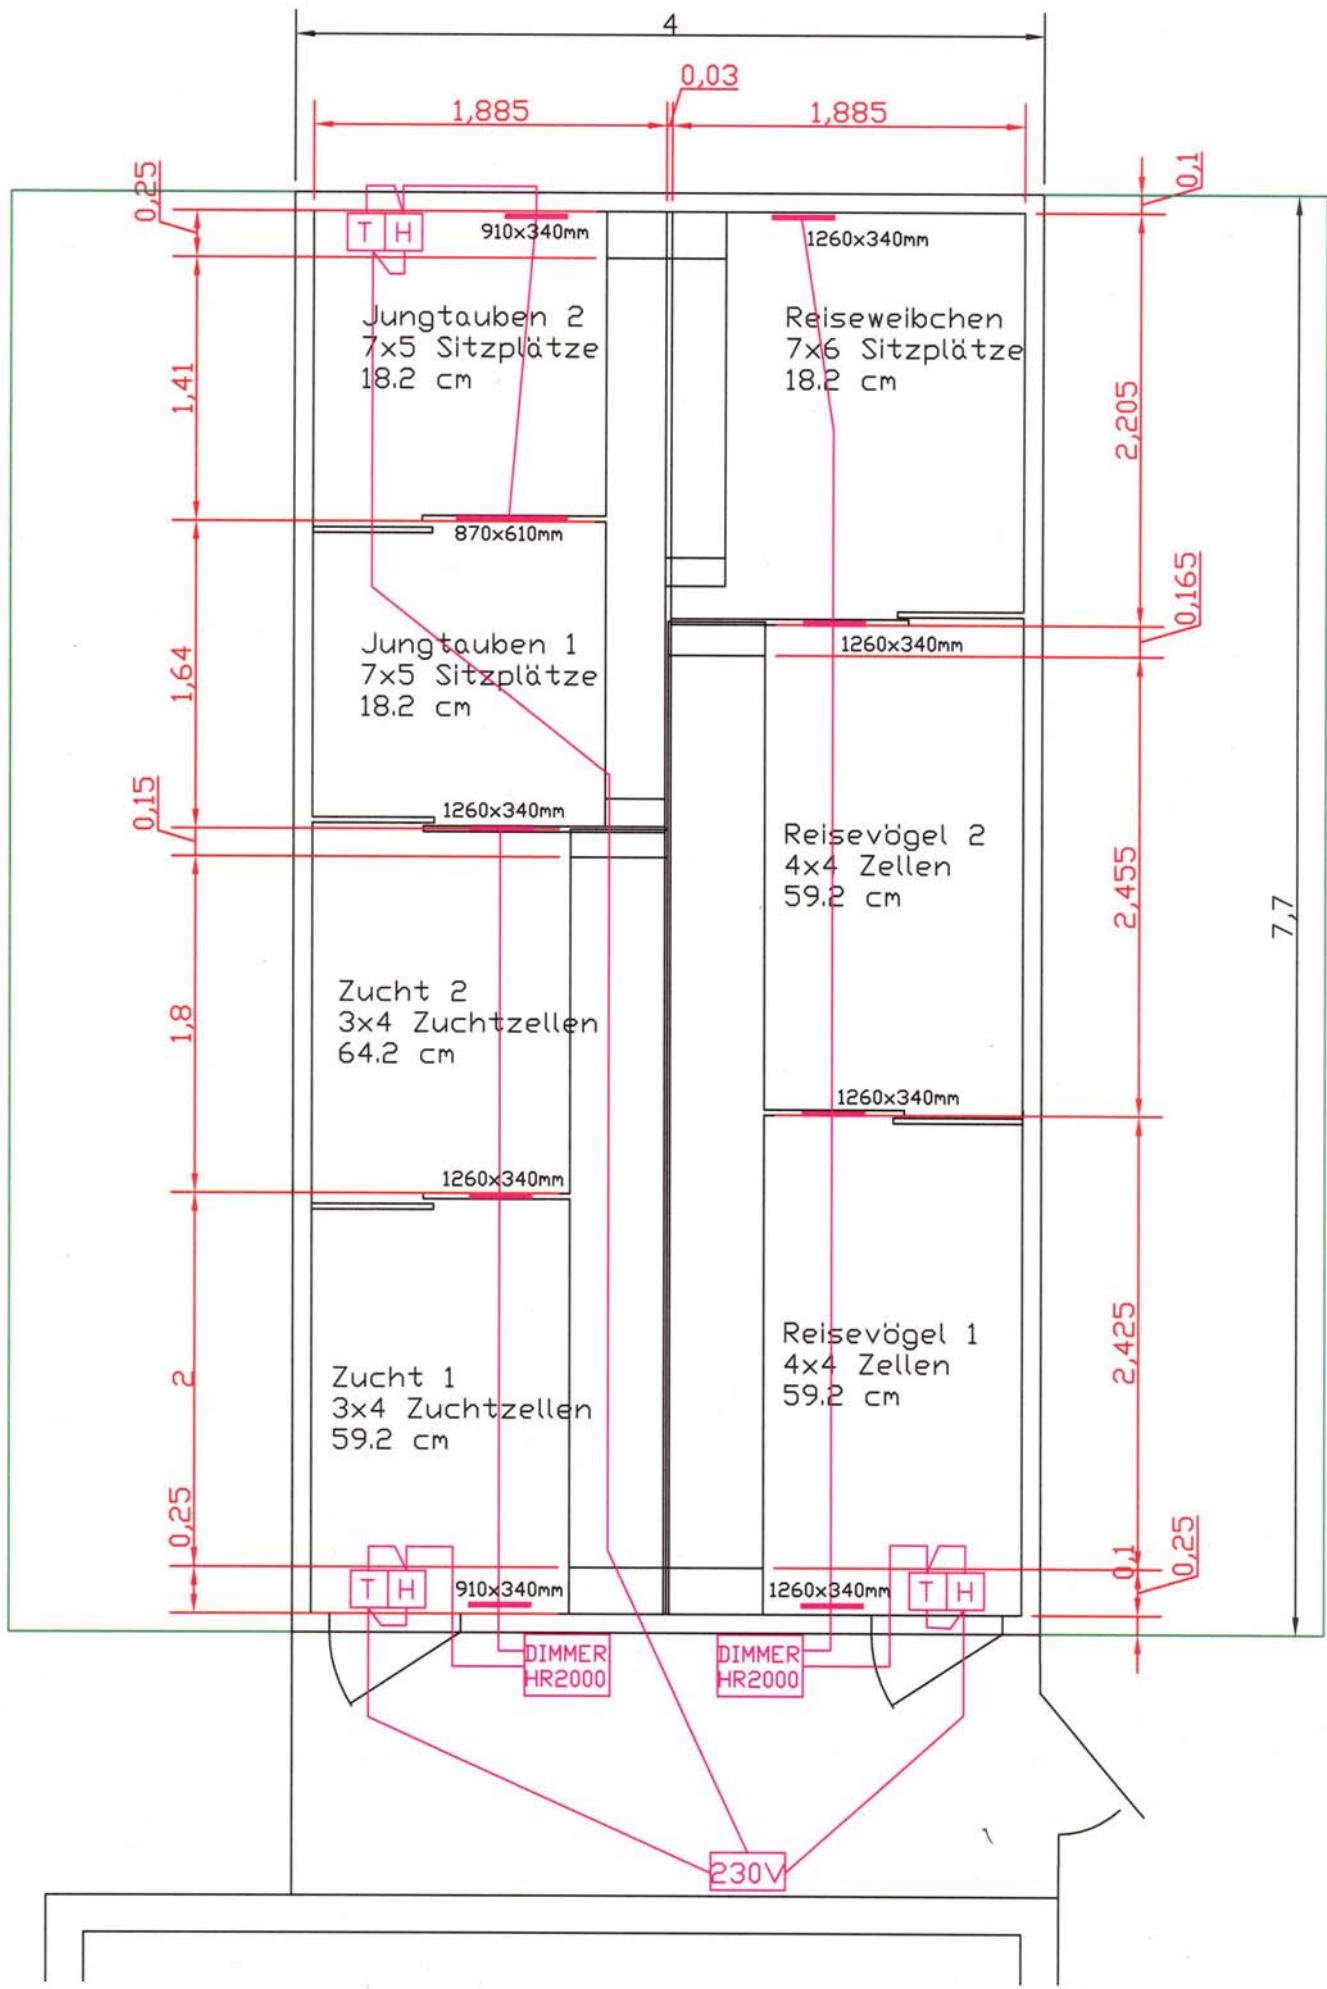 4
0,03
1,885
1,885
0,25
0,1
T H
910x340mm
1260x340mm
Jungtauben 2
7x5 Sitzplätze
18.2 cm
Reiseweibchen
7x6 Sitzplätze
18.2 cm
1,41
2,205
870x610mm
0,165
1260x340mm
Jungtauben 1
7x5 Sitzplätze
18.2 cm
1,64
0,15
1260x340mm
Reisevögel 2
4x4 Zellen
59.2 cm
2,455
7,7
Zucht 2
3x4 Zuchtzellen
64.2 cm
1,8
1260x340mm
1260x340mm
Reisevögel 1
4x4 Zellen
59.2 cm
2,425
Zucht 1
3x4 Zuchtzellen
59.2 cm
2
0,25
0,1
0,25
T H
910x340mm
1260x340mm
T H
DIMMER
HR2000
DIMMER
HR2000
230V